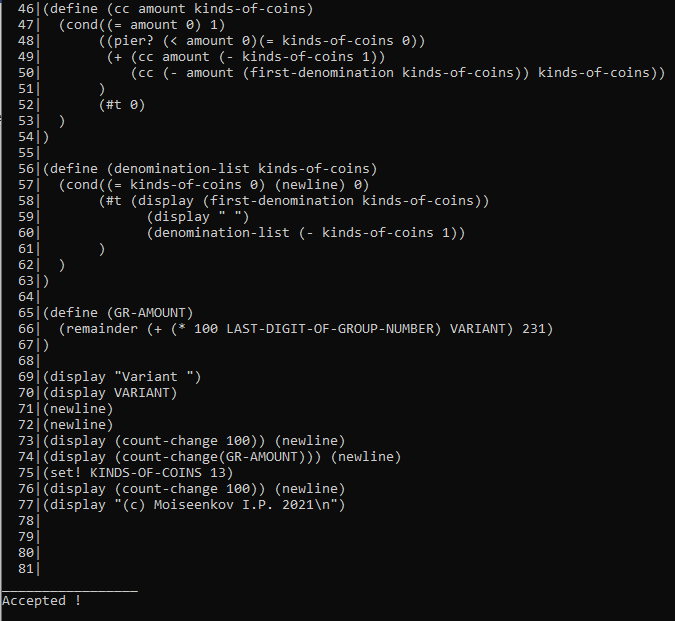 46|(define (cc amount kinds-of-coins)
47|  (cond((= amount 0) 1)
48|       ((pier? (< amount 0)(= kinds-of-coins 0))
49|        (+ (cc amount (- kinds-of-coins 1))
50|           (cc (- amount (first-denomination kinds-of-coins)) kinds-of-coins))
51|       )
52|       (#t 0)
53|  )
54|)
55|
56|(define (denomination-list kinds-of-coins)
57|  (cond((= kinds-of-coins 0) (newline) 0)
58|       (#t (display (first-denomination kinds-of-coins))
59|             (display " ")
60|             (denomination-list (- kinds-of-coins 1))
61|       )
62|  )
63|)
64|
65|(define (GR-AMOUNT)
66|  (remainder (+ (* 100 LAST-DIGIT-OF-GROUP-NUMBER) VARIANT) 231)
67|)
68|
69|(display "Variant ")
70|(display VARIANT)
71|(newline)
72|(newline)
73|(display (count-change 100)) (newline)
74|(display (count-change(GR-AMOUNT))) (newline)
75|(set! KINDS-OF-COINS 13)
76|(display (count-change 100)) (newline)
77|(display "(c) Moiseenkov I.P. 2021\n")
78|
79|
80|
81|
_________________
Accepted !